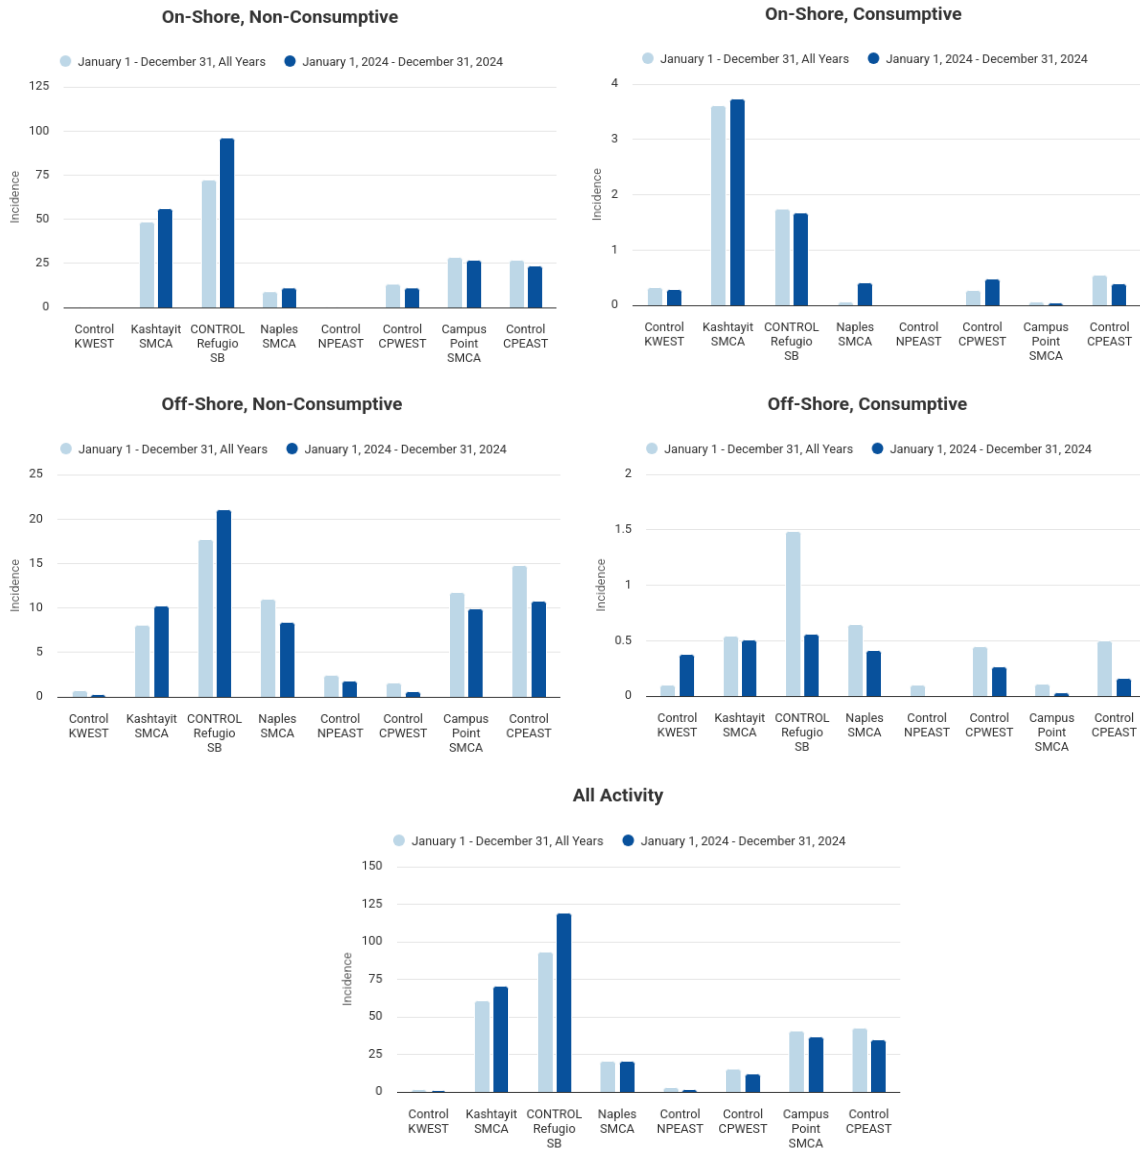 On-Shore, Non-Consumptive
January 1 - December 31, All Years
January 1, 2024 - December 31, 2024
125
100
75
50
25
0
Incidence
Control KWEST
Kashtayit SMCA
CONTROL Refugio SB
Naples SMCA
Control NPEAST
Control CPWEST
Campus Point SMCA
Control CPEAST
On-Shore, Consumptive
January 1 - December 31, All Years
January 1, 2024 - December 31, 2024
4
3
2
1
0
Incidence
Control KWEST
Kashtayit SMCA
CONTROL Refugio SB
Naples SMCA
Control NPEAST
Control CPWEST
Campus Point SMCA
Control CPEAST
Off-Shore, Non-Consumptive
January 1 - December 31, All Years
January 1, 2024 - December 31, 2024
25
20
15
10
5
0
Incidence
Control KWEST
Kashtayit SMCA
CONTROL Refugio SB
Naples SMCA
Control NPEAST
Control CPWEST
Campus Point SMCA
Control CPEAST
Off-Shore, Consumptive
January 1 - December 31, All Years
January 1, 2024 - December 31, 2024
2
1.5
1
0.5
0
Incidence
Control KWEST
Kashtayit SMCA
CONTROL Refugio SB
Naples SMCA
Control NPEAST
Control CPWEST
Campus Point SMCA
Control CPEAST
All Activity
January 1 - December 31, All Years
January 1, 2024 - December 31, 2024
150
125
100
75
50
25
0
Incidence
Control KWEST
Kashtayit SMCA
CONTROL Refugio SB
Naples SMCA
Control NPEAST
Control CPWEST
Campus Point SMCA
Control CPEAST